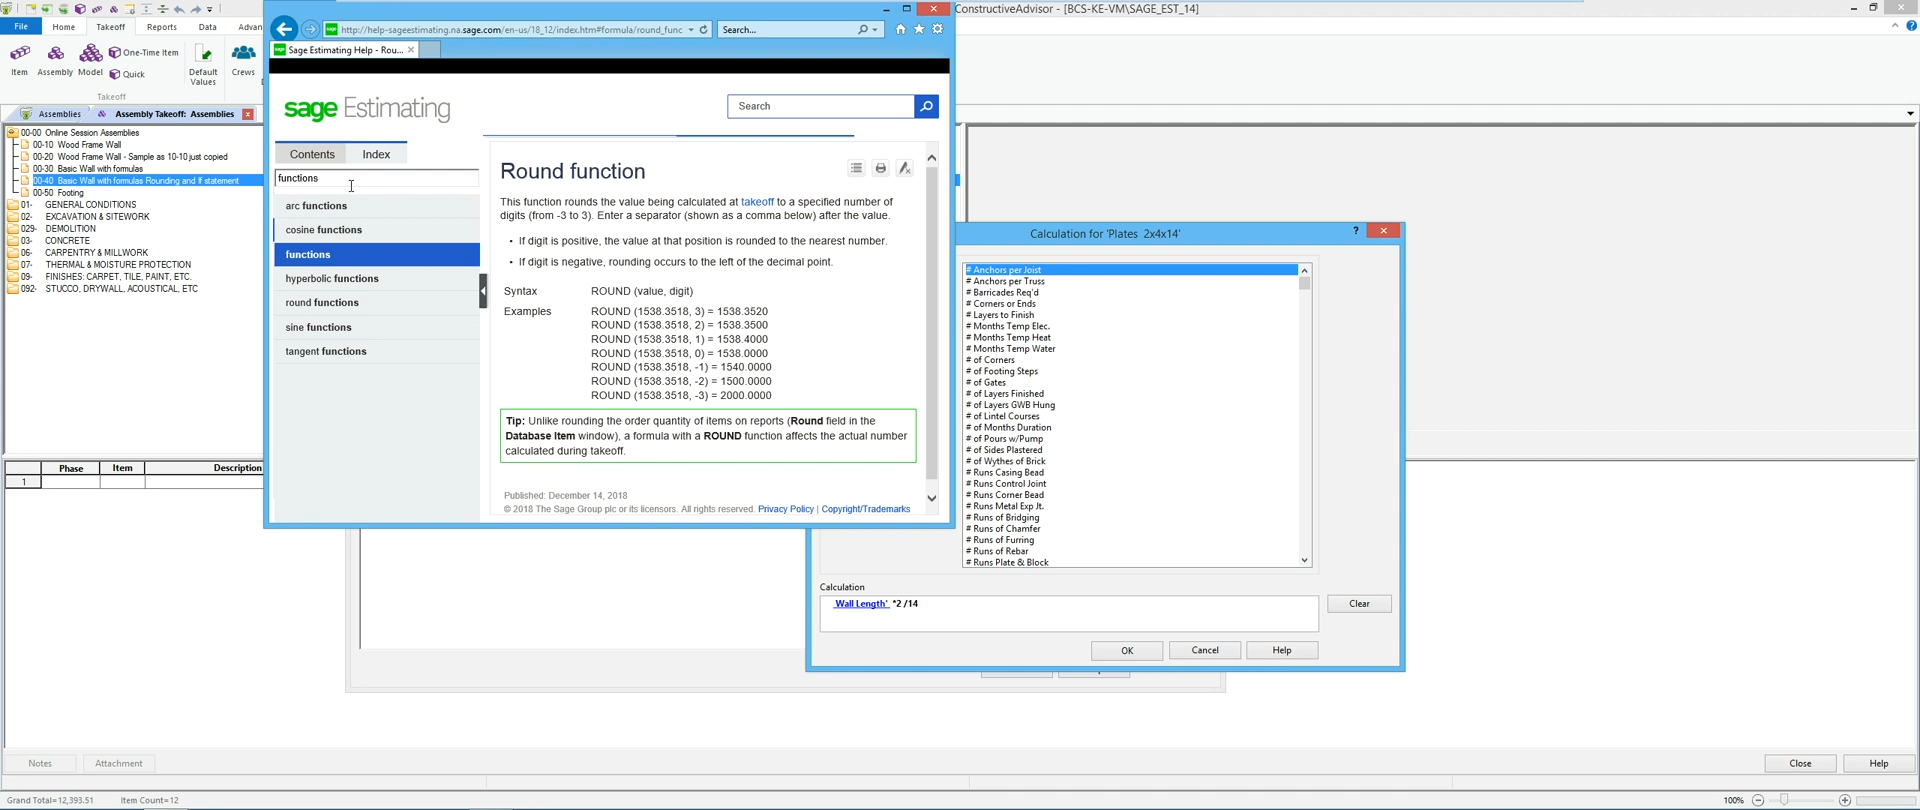 ConstructiveAdvisor - [BCS-KE-VM\SAGE_EST_14]
File
Home
Takeoff
Reports
Data
Advan
Item
Assembly
Model
One-Time Item
Quick
Default
Values
Crews
Takeoff
Assemblies
Assembly Takeoff: Assemblies
00-00 Online Session Assemblies
00-10 Wood Frame Wall
00-20 Wood Frame Wall - Sample as 10-10 just copied
00-30 Basic Wall with formulas
00-40 Basic Wall with formulas Rounding and If statement
00-50 Footing
01- GENERAL CONDITIONS
02- EXCAVATION & SITEWORK
029- DEMOLITION
03- CONCRETE
06- CARPENTRY & MILLWORK
07- THERMAL & MOISTURE PROTECTION
09- FINISHES: CARPET, TILE, PAINT, ETC.
092- STUCCO, DRYWALL, ACOUSTICAL, ETC
Phase
Item
Description
1
http://help-sageestimating.na.sage.com/en-us/18_12/index.htm#formula/round_func
Search...
Sage Estimating Help - Rou...
sage Estimating
Search
Contents
Index
functions
arc functions
cosine functions
functions
hyperbolic functions
round functions
sine functions
tangent functions
Round function
This function rounds the value being calculated at takeoff to a specified number of
digits (from -3 to 3). Enter a separator (shown as a comma below) after the value.
• If digit is positive, the value at that position is rounded to the nearest number.
• If digit is negative, rounding occurs to the left of the decimal point.
Syntax ROUND (value, digit)
Examples ROUND (1538.3518, 3) = 1538.3520
ROUND (1538.3518, 2) = 1538.3500
ROUND (1538.3518, 1) = 1538.4000
ROUND (1538.3518, 0) = 1538.0000
ROUND (1538.3518, -1) = 1540.0000
ROUND (1538.3518, -2) = 1500.0000
ROUND (1538.3518, -3) = 2000.0000
Tip: Unlike rounding the order quantity of items on reports (Round field in the
Database Item window), a formula with a ROUND function affects the actual number
calculated during takeoff.
Published: December 14, 2018
© 2018 The Sage Group plc or its licensors. All rights reserved. Privacy Policy | Copyright/Trademarks
Calculation for 'Plates 2x4x14'
?
# Anchors per Joist
# Anchors per Truss
# Barricades Req'd
# Corners or Ends
# Layers to Finish
# Months Temp Elec.
# Months Temp Heat
# Months Temp Water
# of Corners
# of Footing Steps
# of Gates
# of Layers Finished
# of Layers GWB Hung
# of Lintel Courses
# of Months Duration
# of Pours w/Pump
# of Sides Plastered
# of Wythes of Brick
# Runs Casing Bead
# Runs Control Joint
# Runs Corner Bead
# Runs Metal Exp Jt.
# Runs of Bridging
# Runs of Chamfer
# Runs of Furring
# Runs of Rebar
# Runs Plate & Block
Calculation
'Wall Length' *2 /14
Clear
OK
Cancel
Help
Notes
Attachment
Close
Help
Grand Total=12,393.51
Item Count=12
100%